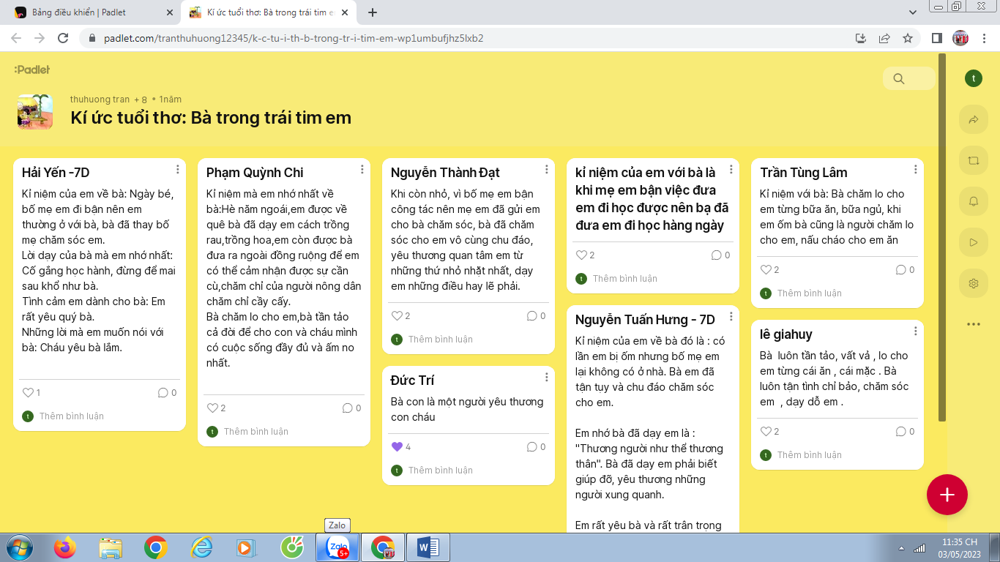 Bảng điều khiển | Padlet
Kí ức tuổi thơ: Bà trong trái tim e
padlet.com/tranthuhuong12345/k-c-tu-i-th-b-trong-tr-i-tim-em-wp1umbufjhz5lxb2
:Padlet
thuhuong tran + 8 • 1năm
Kí ức tuổi thơ: Bà trong trái tim em
t
Hải Yến -7D
Kỉ niệm của em về bà: Ngày bé,
bố mẹ em đi bận nên em
thường ở với bà, bà đã thay bố
mẹ chăm sóc em.
Lời dạy của bà mà em nhớ nhất:
Cố gắng học hành, đừng để mai
sau khổ như bà.
Tình cảm em dành cho bà: Em
rất yêu quý bà.
Những lời mà em muốn nói với
bà: Cháu yêu bà lắm.
1 0
t Thêm bình luận
Phạm Quỳnh Chi
Kỉ niệm mà em nhớ nhất về
bà:Hè năm ngoái,em được về
quê bà đã dạy em cách trồng
rau,trồng hoa,em còn được bà
đưa ra ngoài đồng ruộng để em
có thể cảm nhận được sự cần
cù,chăm chỉ của người nông dân
chăm chỉ cầy cấy.
Bà chăm lo cho em,bà tần tảo
cả đời để cho con và cháu mình
có cuộc sống đầy đủ và ấm no
nhất.
2 0
t Thêm bình luận
Nguyễn Thành Đạt
Khi còn nhỏ, vì bố mẹ em bận
công tác nên mẹ em đã gửi em
cho bà chăm sóc, bà đã chăm
sóc cho em vô cùng chu đáo,
yêu thương quan tâm em từ
những thứ nhỏ nhặt nhất, dạy
em những điều hay lẽ phải.
2 0
t Thêm bình luận
Đức Trí
Bà con là một người yêu thương
con cháu
4 0
t Thêm bình luận
kỉ niệm của em với bà là
khi mẹ em bận việc đưa
em đi học được nên bạ đã
đưa em đi học hàng ngày
2 0
t Thêm bình luận
Nguyễn Tuấn Hưng - 7D
Kỉ niệm của em về bà đó là : có
lần em bị ốm nhưng bố mẹ em
lại không có ở nhà. Bà em đã
tận tụy và chu đáo chăm sóc
cho em.
Em nhớ bà đã dạy em là :
"Thương người như thể thương
thân". Bà đã dạy em phải biết
giúp đỡ, yêu thương những
người xung quanh.
Em rất yêu bà và rất trân trọng
Trần Tùng Lâm
Kỉ niệm với bà: Bà chăm lo cho
em từng bữa ăn, bữa ngủ, khi
em ốm bà cũng là người chăm lo
cho em, nấu cháo cho em ăn
2 0
t Thêm bình luận
lê giahuy
Bà luôn tần tảo, vất vả , lo cho
em từng cái ăn , cái mặc . Bà
luôn tận tình chỉ bảo, chăm sóc
em , dạy dỗ em .
2 0
t Thêm bình luận
Zalo
Zalo
5+
11:35 CH
03/05/2023